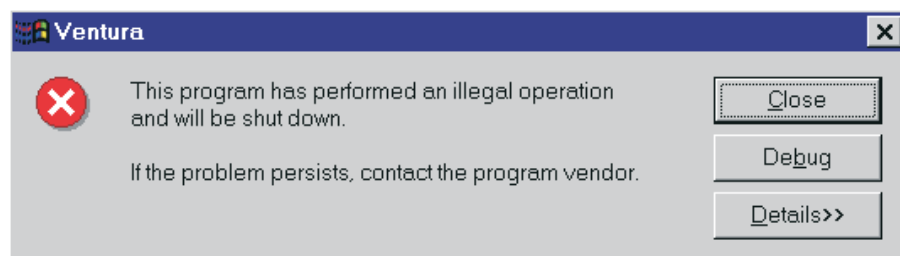 Ventura
This program has performed an illegal operation
and will be shut down.
If the problem persists, contact the program vendor.
Close
Debug
Details>>